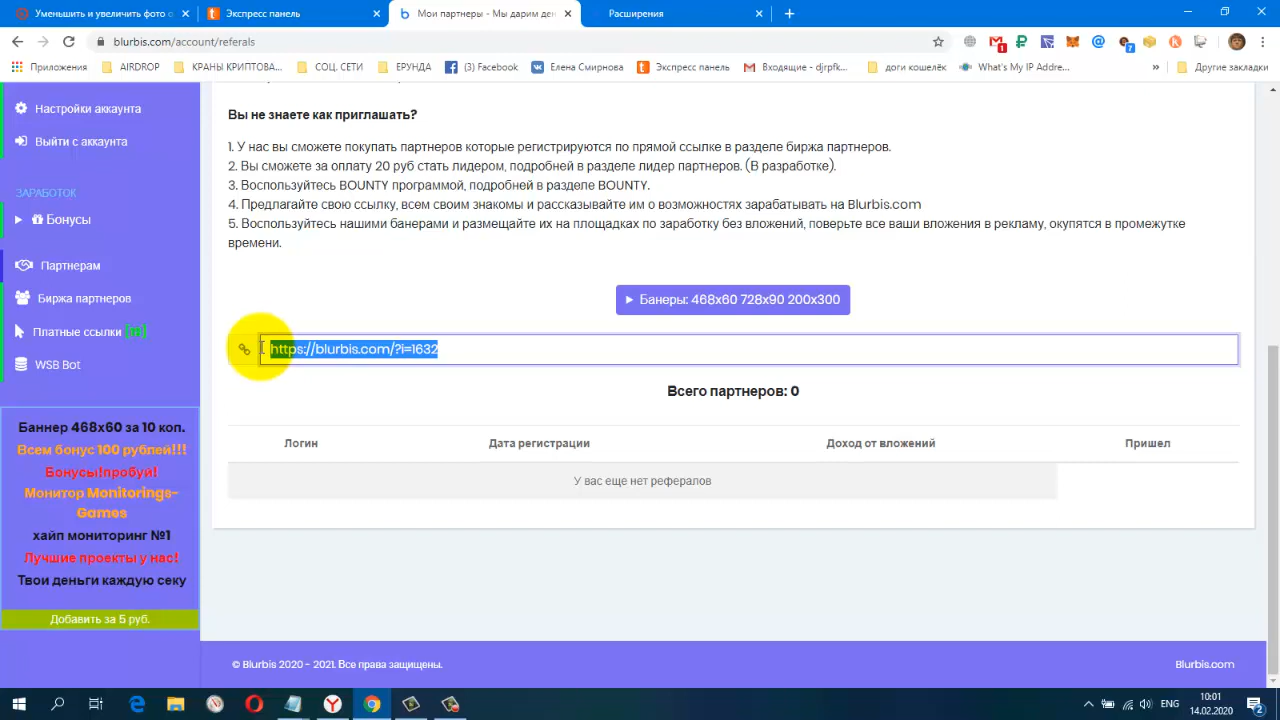 Уменьшить и увеличить фото с
Экспресс панель
Мои партнеры - Мы дарим ден
Расширения
blurbis.com/account/referals
Приложения
AIRDROP
КРАНЫ КРИПТОВА...
СОЦ. СЕТИ
ЕРУНДА
(3) Facebook
Елена Смирнова
Экспресс панель
Входящие - djrpfk...
доги кошелёк
What's My IP Addre...
»
Другие закладки
Настройки аккаунта
Выйти с аккаунта
ЗАРАБОТОК
Бонусы
Партнерам
Биржа партнеров
Платные ссылки
WSB Bot
Баннер 468x60 за 10 коп.
Всем бонус 100 рублей!!!
Бонусы!пробуй!
Монитор Monitorings-
Games
хайп мониторинг №1
Лучшие проекты у нас!
Твои деньги каждую секу
Добавить за 5 руб.
Вы не знаете как приглашать?
1. У нас вы сможете покупать партнеров которые регистрируются по прямой ссылке в разделе биржа партнеров.
2. Вы сможете за оплату 20 руб стать лидером, подробней в разделе лидер партнеров. (В разработке).
3. Воспользуйтесь BOUNTY программой, подробней в разделе BOUNTY.
4. Предлагайте свою ссылку, всем своим знакомы и рассказывайти им о возможностях зарабатывать на Blurbis.com
5. Воспользуйтесь нашими банерами и размещайте их на площадках по заработку без вложений, поверьте все ваши вложения в рекламу, окупятся в промежутке
времени.
Банеры: 468x60 728x90 200x300
https://blurbis.com/?i=1632
Всего партнеров: 0
Логин
Дата регистрации
Доход от вложений
Пришел
У вас еще нет рефералов
© Blurbis 2020 - 2021. Все права защищены.
Blurbis.com
ENG
10:01
14.02.2020
2